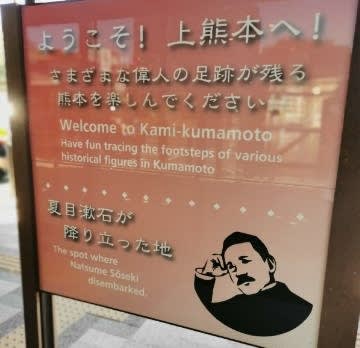 ようこそ！上熊本へ！
さまざまな偉人の足跡が残る
熊本を楽しんでください
Welcome to Kami-kumamoto
Have fun tracing the footsteps of various
historical figures in Kumamoto
夏目漱石が
降り立った地
The spot where
Natsume Sōseki
disembarked.